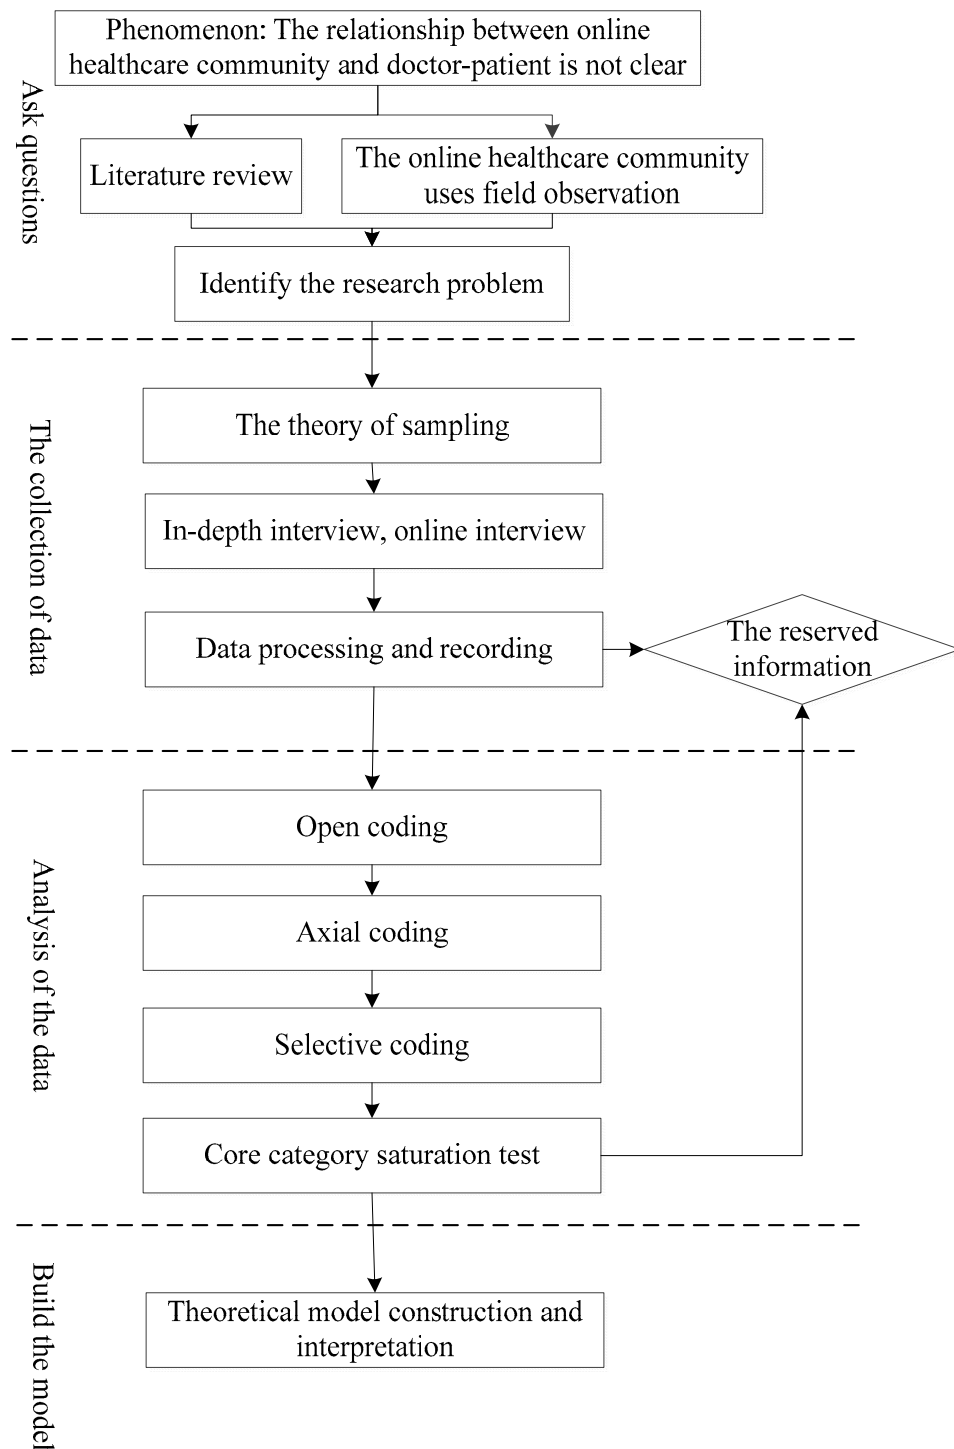 Ask questions
Phenomenon: The relationship between online
healthcare community and doctor-patient is not clear
Literature review
The online healthcare community
uses field observation
Identify the research problem
The collection of data
The theory of sampling
In-depth interview, online interview
Data processing and recording
The reserved
information
Analysis of the data
Open coding
Axial coding
Selective coding
Core category saturation test
Build the model
Theoretical model construction and
interpretation